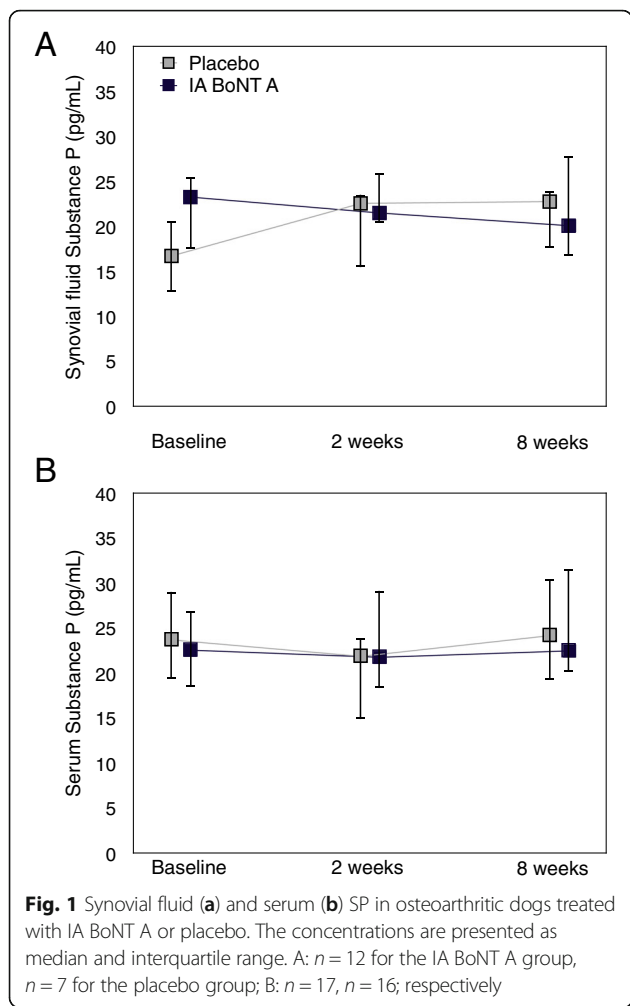 A
40
35
30
25
20
15
10
5
0
Synovial fluid Substance P (pg/mL)
Placebo
IA BoNT A
Baseline 2 weeks 8 weeks
B
40
35
30
25
20
15
10
5
0
Serum Substance P (pg/mL)
Baseline 2 weeks 8 weeks
Fig. 1 Synovial fluid (a) and serum (b) SP in osteoarthritic dogs treated
with IA BoNT A or placebo. The concentrations are presented as
median and interquartile range. A: n = 12 for the IA BoNT A group,
n = 7 for the placebo group; B: n = 17, n = 16; respectively